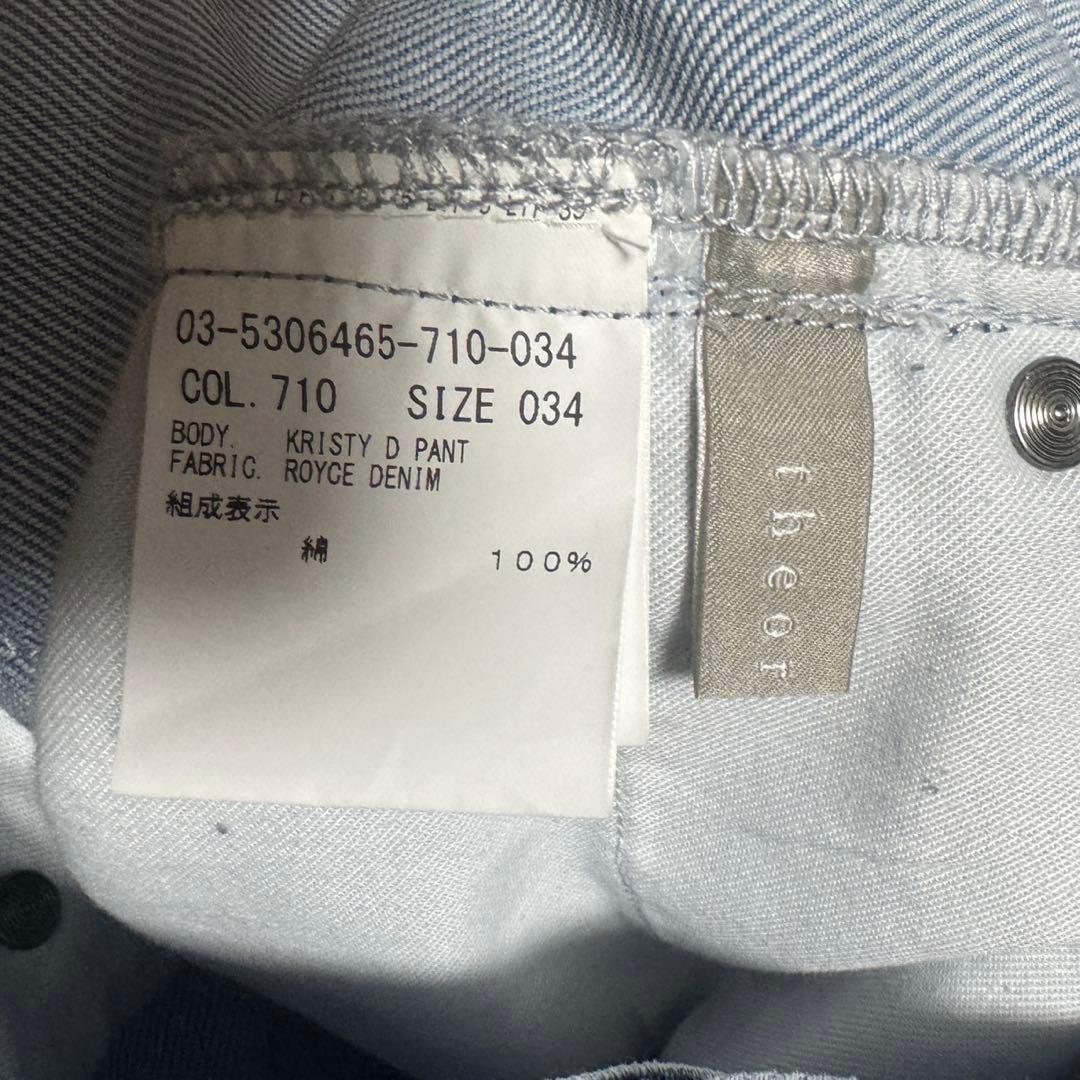 03-5306465-710-034
COL. 710 SIZE 034
BODY. KRISTY D PANT
FABRIC. ROYCE DENIM
組成表示
綿 100%
theor